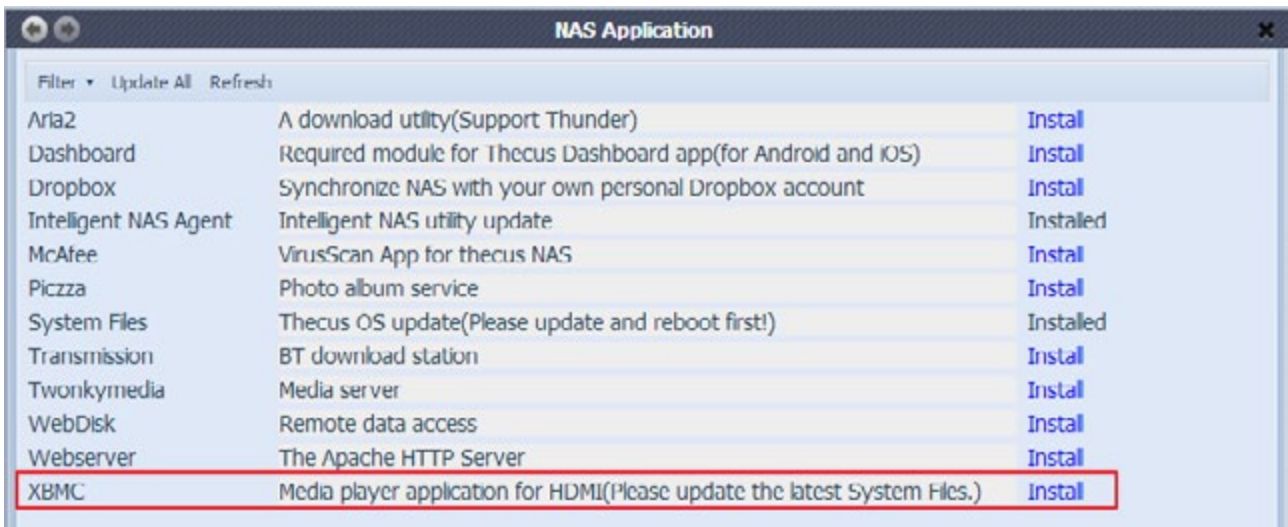 NAS Application
Filter Update All Refresh
Aria2 A download utility(Support Thunder) Install
Dashboard Required module for Thecus Dashboard app(for Android and iOS) Install
Dropbox Synchronize NAS with your own personal Dropbox account Install
Intelligent NAS Agent Intelligent NAS utility update Installed
McAfee VirusScan App for thecus NAS Install
Piczza Photo album service Install
System Files Thecus OS update(Please update and reboot first!) Installed
Transmission BT download station Install
Twonkymedia Media server Install
WebDisk Remote data access Install
Webserver The Apache HTTP Server Install
XBMC Media player application for HDMI(Please update the latest System Files.) Install